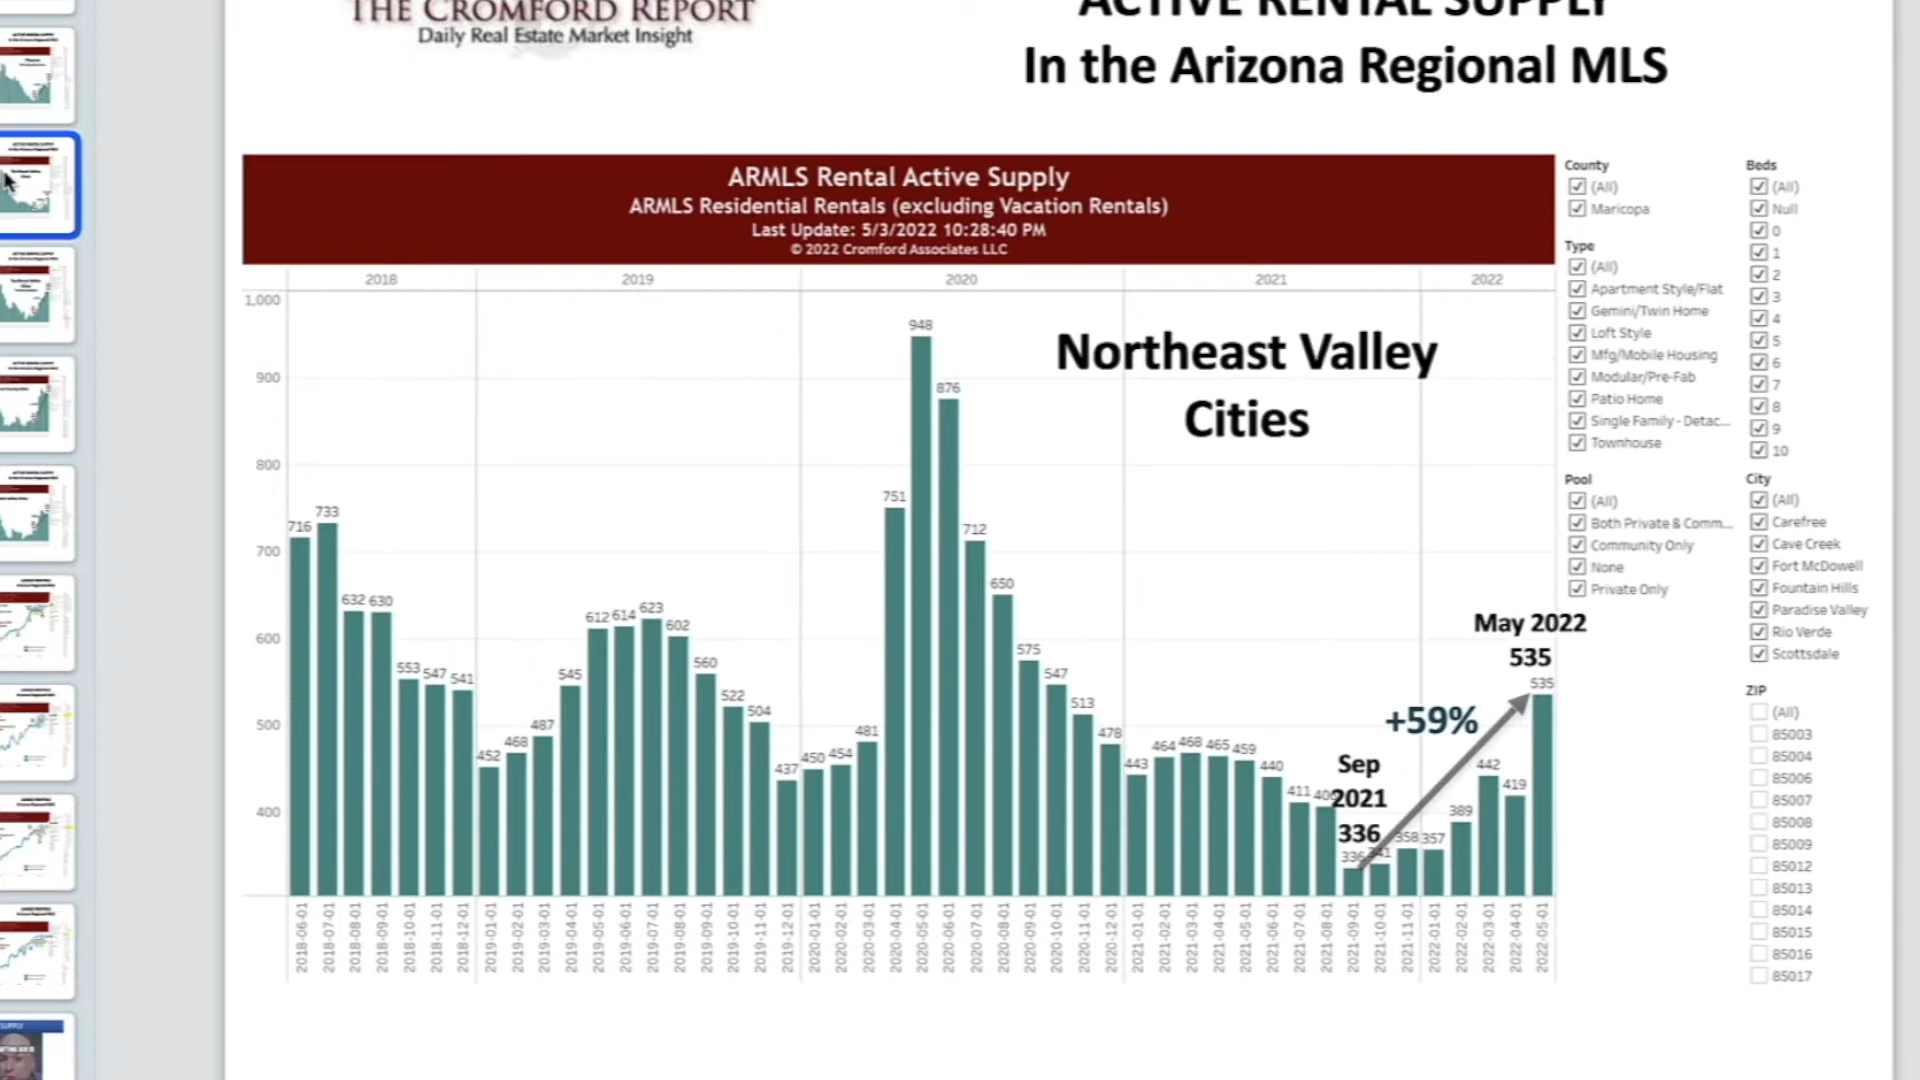 THE CROMFORD REPORT
Daily Real Estate Market Insight
ACTIVE RENTAL SUPPLY
In the Arizona Regional MLS
ARMLS Rental Active Supply
ARMLS Residential Rentals (excluding Vacation Rentals)
Last Update: 5/3/2022 10:28:40 PM
© 2022 Cromford Associates LLC
2018 2019 2020 2021 2022
1,000
900
800
700
600
500
400
Northeast Valley
Cities
716 733 632 630 553 547 541 452 468 487 545 612 614 623 602 560 522 504 437 450 454 481 751 948 876 712 650 575 547 513 478 443 464 468 465 459 440 411 336 358 357 389 442 419 535
Sep
2021
336
+59%
May 2022
535
2018-06-01 2018-07-01 2018-08-01 2018-09-01 2018-10-01 2018-11-01 2018-12-01 2019-01-01 2019-02-01 2019-03-01 2019-04-01 2019-05-01 2019-06-01 2019-07-01 2019-08-01 2019-09-01 2019-10-01 2019-11-01 2019-12-01 2020-01-01 2020-02-01 2020-03-01 2020-04-01 2020-05-01 2020-06-01 2020-07-01 2020-08-01 2020-09-01 2020-10-01 2020-11-01 2020-12-01 2021-01-01 2021-02-01 2021-03-01 2021-04-01 2021-05-01 2021-06-01 2021-07-01 2021-08-01 2021-09-01 2021-10-01 2021-11-01 2022-01-01 2022-02-01 2022-03-01 2022-04-01 2022-05-01
County
(All)
Maricopa
Type
(All)
Apartment Style/Flat
Gemini/Twin Home
Loft Style
Mfg/Mobile Housing
Modular/Pre-Fab
Patio Home
Single Family - Detac...
Townhouse
Pool
(All)
Both Private & Comm...
Community Only
None
Private Only
Beds
(All)
Null
0
1
2
3
4
5
6
7
8
9
10
City
(All)
Carefree
Cave Creek
Fort McDowell
Fountain Hills
Paradise Valley
Rio Verde
Scottsdale
ZIP
(All)
85003
85004
85006
85007
85008
85009
85012
85013
85014
85015
85016
85017